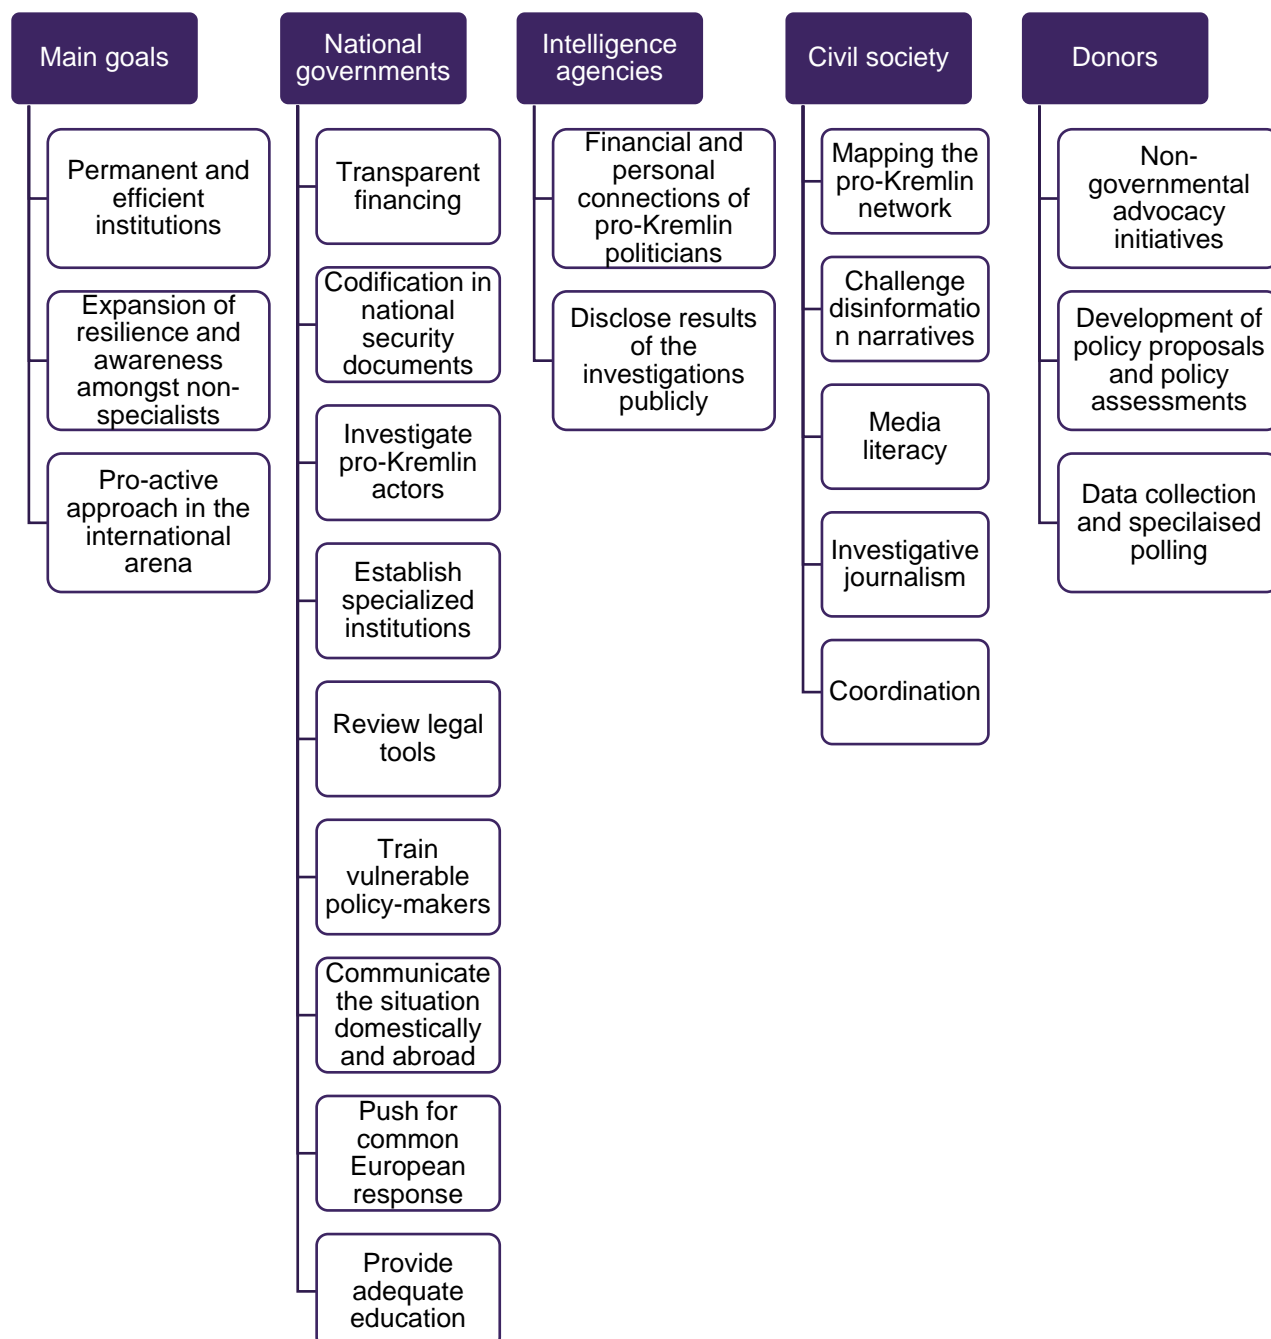 Main goals
Permanent and
efficient
institutions
Expansion of
resilience and
awareness
amongst non-
specialists
Pro-active
approach in the
international
arena
National
governments
Transparent
financing
Codification in
national
security
documents
Investigate
pro-Kremlin
actors
Establish
specialized
institutions
Review legal
tools
Train
vulnerable
policy-makers
Communicate
the situation
domestically
and abroad
Push for
common
European
response
Provide
adequate
education
Intelligence
agencies
Financial and
personal
connections of
pro-Kremlin
politicians
Disclose results
of the
investigations
publicly
Civil society
Mapping the
pro-Kremlin
network
Challenge
disinformatio
n narratives
Media
literacy
Investigative
journalism
Coordination
Donors
Non-
governmental
advocacy
initiatives
Development of
policy proposals
and policy
assessments
Data collection
and specilaised
polling